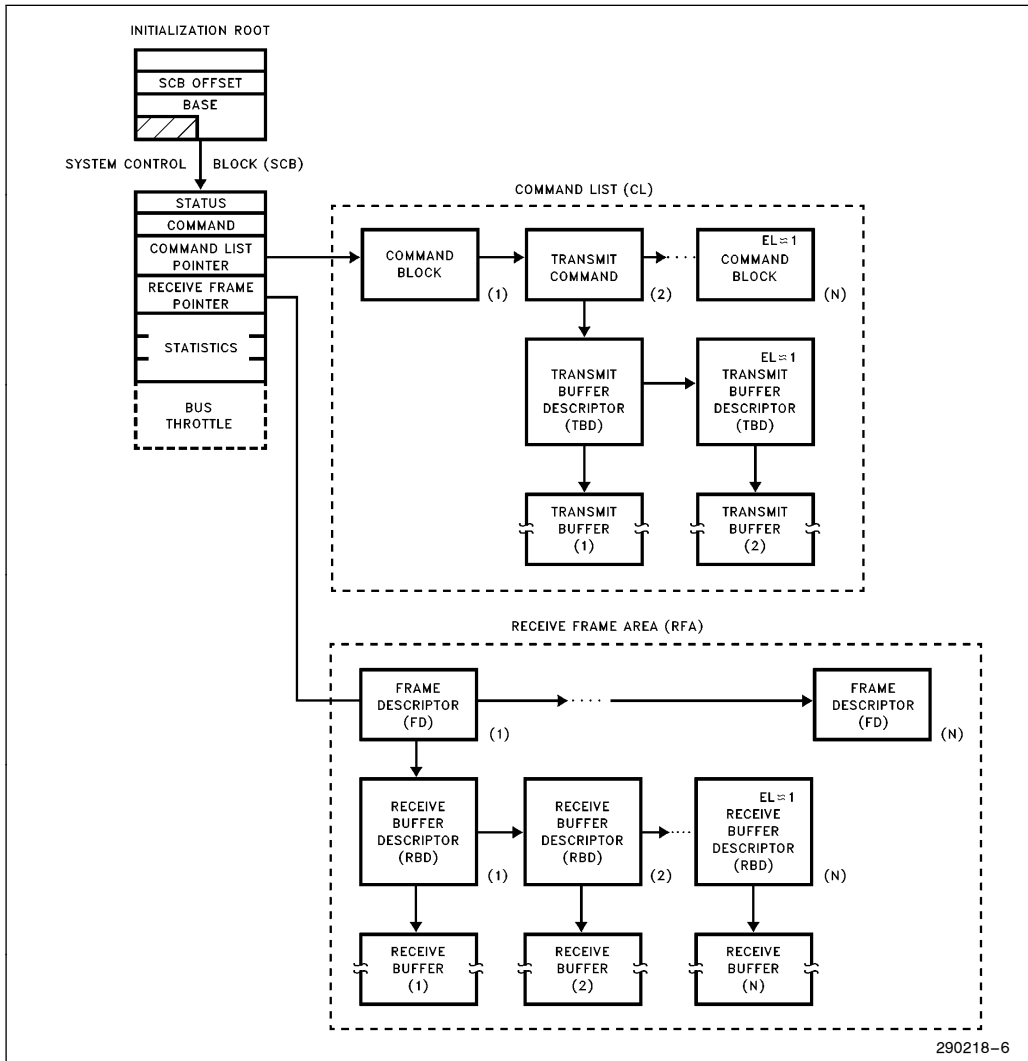 INITIALIZATION ROOT
SCB OFFSET
BASE
SYSTEM CONTROL BLOCK (SCB)
STATUS
COMMAND
COMMAND LIST
POINTER
RECEIVE FRAME
POINTER
STATISTICS
BUS
THROTTLE
COMMAND LIST (CL)
COMMAND
BLOCK
(1)
TRANSMIT
COMMAND
(2)
EL≈1
COMMAND
BLOCK
(N)
TRANSMIT
BUFFER
DESCRIPTOR
(TBD)
EL≈1
TRANSMIT
BUFFER
DESCRIPTOR
(TBD)
TRANSMIT
BUFFER
(1)
TRANSMIT
BUFFER
(2)
RECEIVE FRAME AREA (RFA)
FRAME
DESCRIPTOR
(FD)
(1)
FRAME
DESCRIPTOR
(FD)
(N)
RECEIVE
BUFFER
DESCRIPTOR
(RBD)
(1)
RECEIVE
BUFFER
DESCRIPTOR
(RBD)
(2)
EL≈1
RECEIVE
BUFFER
DESCRIPTOR
(RBD)
(N)
RECEIVE
BUFFER
(1)
RECEIVE
BUFFER
(2)
RECEIVE
BUFFER
(N)
290218–6